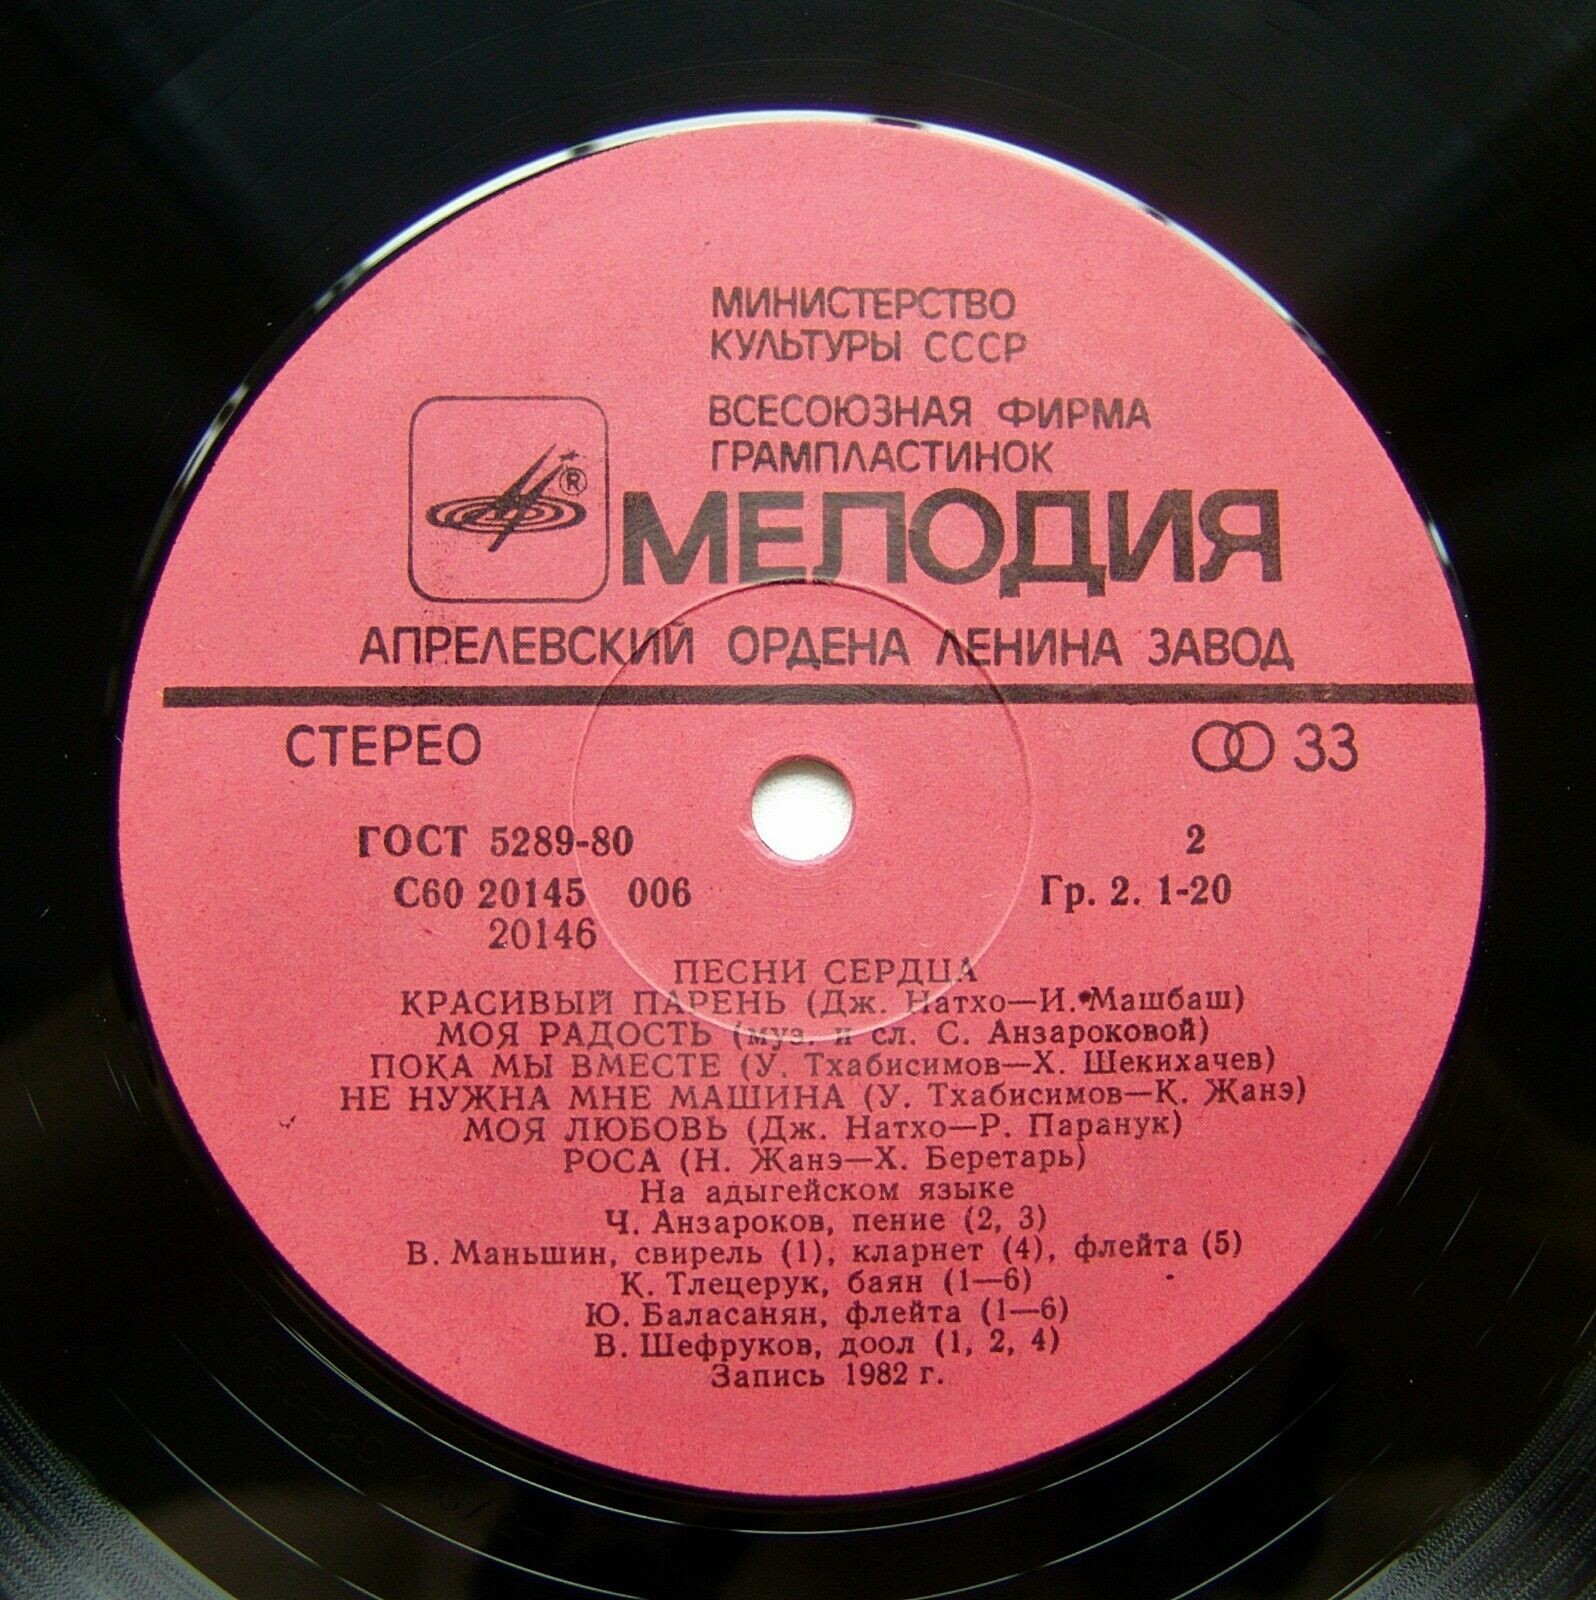 МИНИСТЕРСТВО
КУЛЬТУРЫ СССР
ВСЕСОЮЗНАЯ ФИРМА
ГРАМПЛАСТИНОК
®
МЕЛОДИЯ
АПРЕЛЕВСКИЙ ОРДЕНА ЛЕНИНА ЗАВОД
СТЕРЕО 33
ГОСТ 5289-80 2
С60 20145 006 Гр. 2. 1-20
20146
ПЕСНИ СЕРДЦА
КРАСИВЫЙ ПАРЕНЬ (Дж. Натхо—И. Машбаш)
МОЯ РАДОСТЬ (муз. и сл. С. Анзароковой)
ПОКА МЫ ВМЕСТЕ (У. Тхабисимов—Х. Шекихачев)
НЕ НУЖНА МНЕ МАШИНА (У. Тхабисимов—К. Жанэ)
МОЯ ЛЮБОВЬ (Дж. Натхо—Р. Паранук)
РОСА (Н. Жанэ—Х. Беретарь)
На адыгейском языке
Ч. Анзароков, пение (2, 3)
В. Маньшин, свирель (1), кларнет (4), флейта (5)
К. Тлецерук, баян (1—6)
Ю. Баласанян, флейта (1—6)
В. Шефруков, доол (1, 2, 4)
Запись 1982 г.